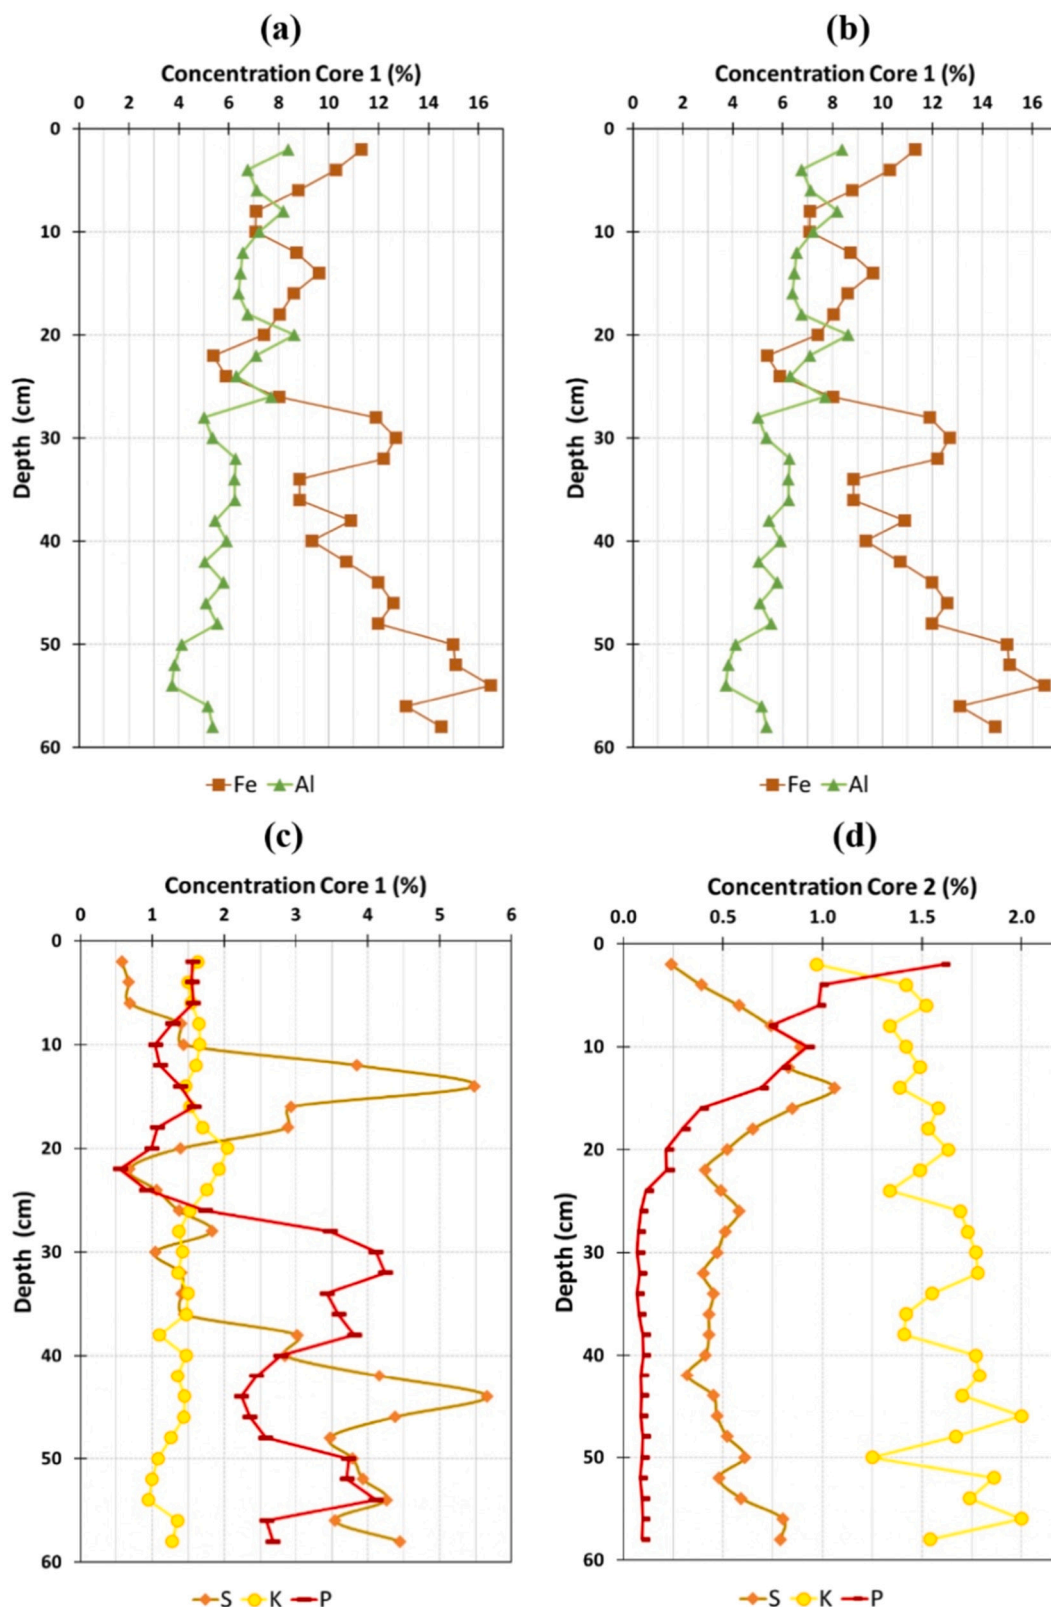 (a) (b)
Concentration Core 1 (%) Concentration Core 1 (%)
0 2 4 6 8 10 12 14 16 0 2 4 6 8 10 12 14 16
0 0
10 10
20 20
30 30
40 40
50 50
60 60
Depth (cm) Depth (cm)
Fe Al Fe Al
(c) (d)
Concentration Core 1 (%) Concentration Core 2 (%)
0 1 2 3 4 5 6 0.0 0.5 1.0 1.5 2.0
0 0
10 10
20 20
30 30
40 40
50 50
60 60
Depth (cm) Depth (cm)
S K P S K P